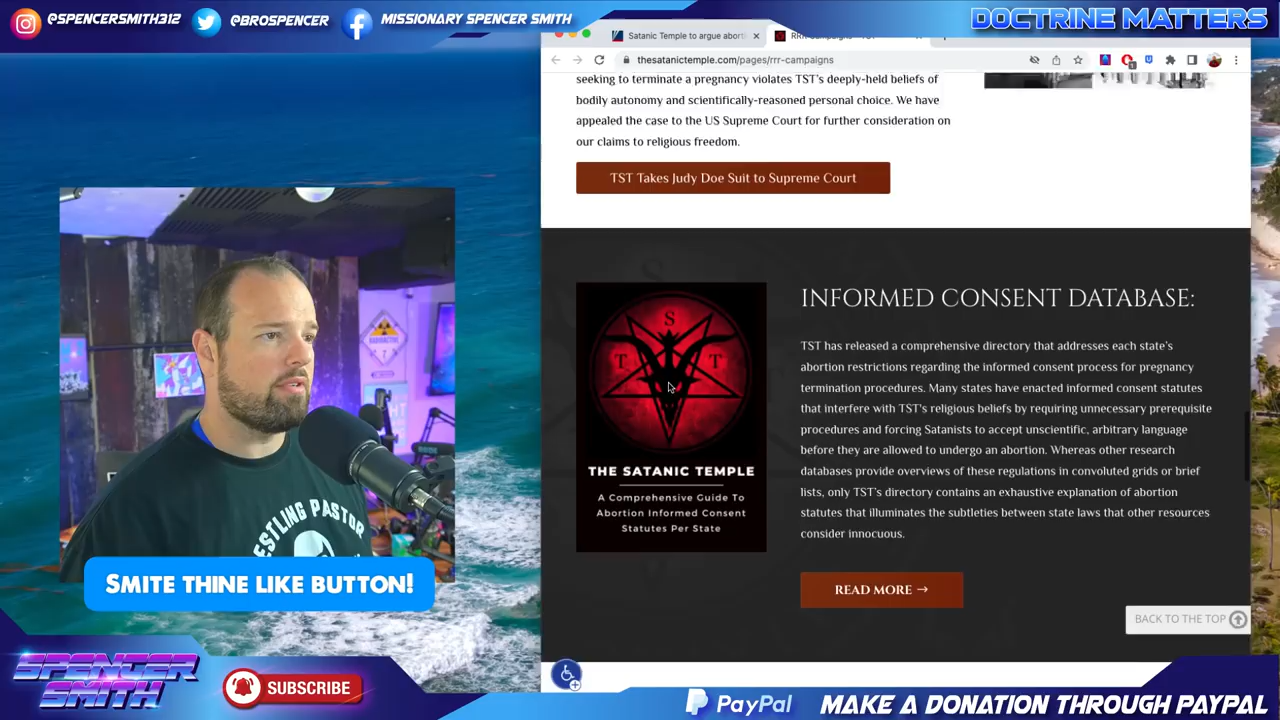 @SPENCERSMITH312
@BROSPENCER
MISSIONARY SPENCER SMITH
DOCTRINE MATTERS
Satanic Temple to argue abort
thesatanictemple.com/pages/rrr-campaigns
seeking to terminate a pregnancy violates TST's deeply-held beliefs of
bodily autonomy and scientifically-reasoned personal choice. We have
appealed the case to the US Supreme Court for further consideration on
our claims to religious freedom.
TST Takes Judy Doe Suit to Supreme Court
S
T
T
THE SATANIC TEMPLE
A Comprehensive Guide To
Abortion Informed Consent
Statutes Per State
INFORMED CONSENT DATABASE:
TST has released a comprehensive directory that addresses each state's
abortion restrictions regarding the informed consent process for pregnancy
termination procedures. Many states have enacted informed consent statutes
that interfere with TST's religious beliefs by requiring unnecessary prerequisite
procedures and forcing Satanists to accept unscientific, arbitrary language
before they are allowed to undergo an abortion. Whereas other research
databases provide overviews of these regulations in convoluted grids or brief
lists, only TST's directory contains an exhaustive explanation of abortion
statutes that illuminates the subtleties between state laws that other resources
consider innocuous.
READ MORE →
BACK TO THE TOP
RADIOACTIVE
ESTLING PASTOR
SMITE THINE LIKE BUTTON!
SPENCER
SMITH
SUBSCRIBE
PayPal
MAKE A DONATION THROUGH PAYPAL